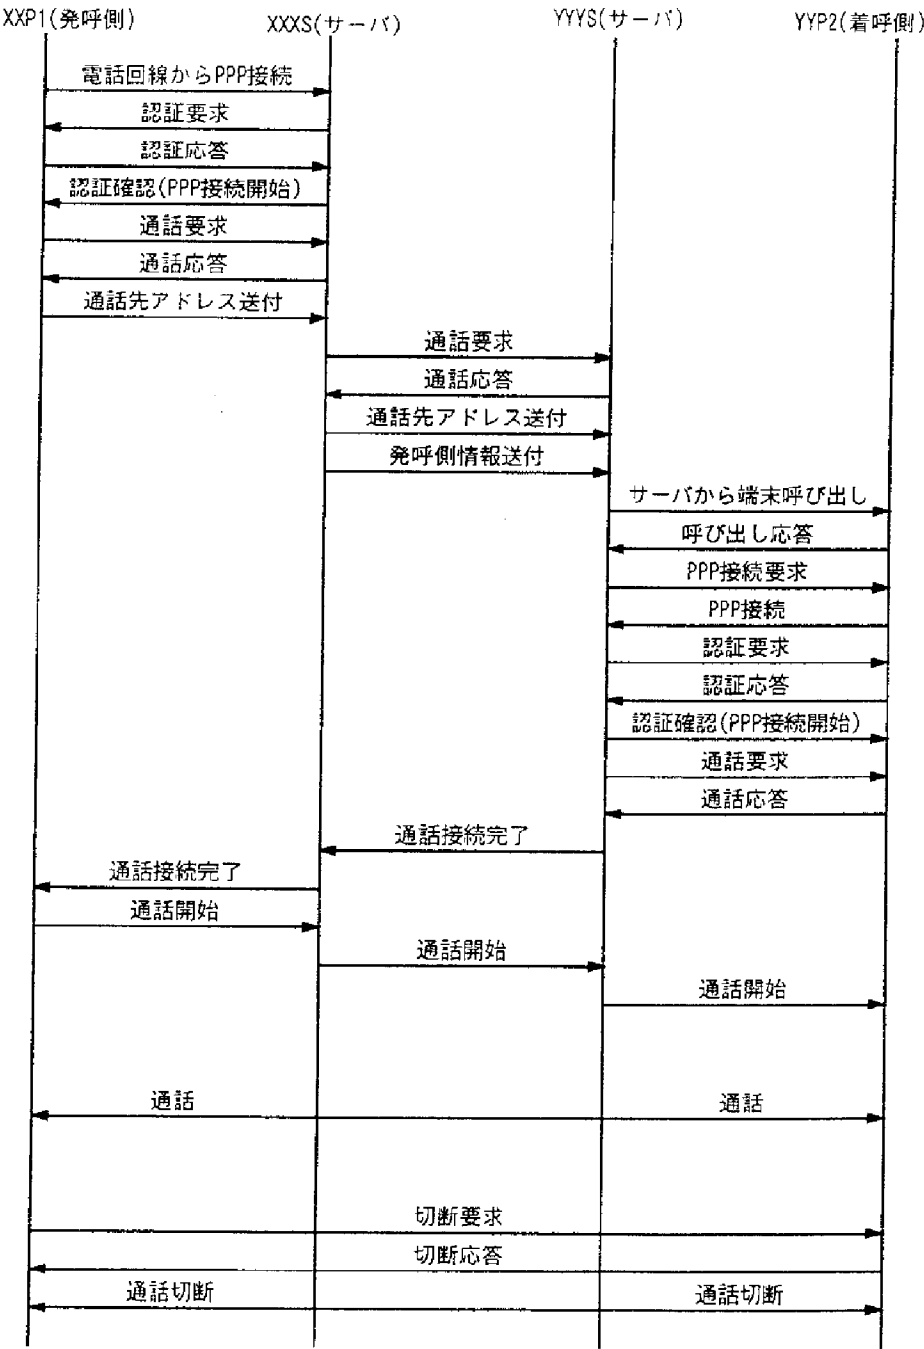 XXP1(発呼側)
XXXS(サーバ)
YYYS(サーバ)
YYP2(着呼側)
電話回線からPPP接続
認証要求
認証応答
認証確認(PPP接続開始)
通話要求
通話応答
通話先アドレス送付
通話要求
通話応答
通話先アドレス送付
発呼側情報送付
サーバから端末呼び出し
呼び出し応答
PPP接続要求
PPP接続
認証要求
認証応答
認証確認(PPP接続開始)
通話要求
通話応答
通話接続完了
通話接続完了
通話開始
通話開始
通話開始
通話
通話
切断要求
切断応答
通話切断
通話切断